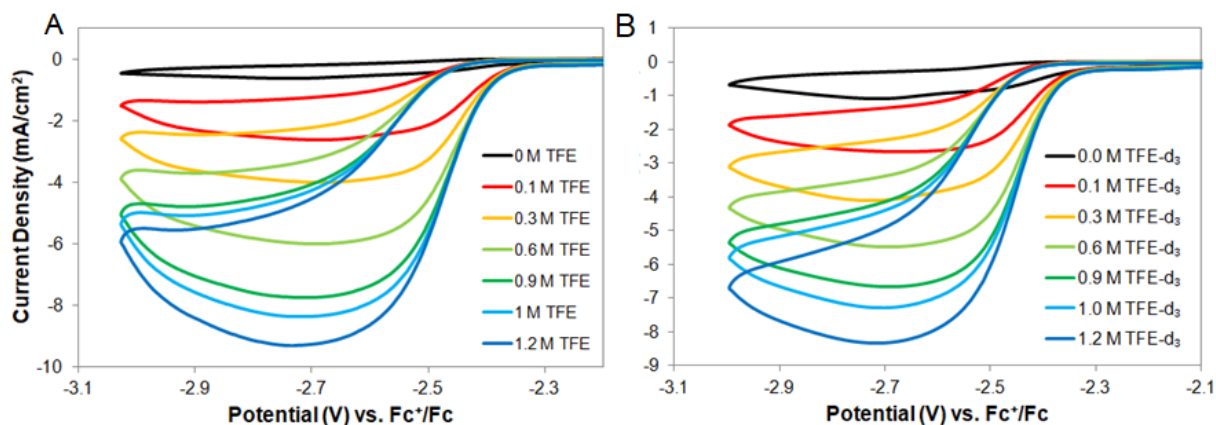 A
Current Density (mA/cm²)
0
-2
-4
-6
-8
-10
-3.1
-2.9
-2.7
-2.5
-2.3
Potential (V) vs. Fc⁺/Fc
0 M TFE
0.1 M TFE
0.3 M TFE
0.6 M TFE
0.9 M TFE
1 M TFE
1.2 M TFE
B
1
0
-1
-2
-3
-4
-5
-6
-7
-8
-9
-3.1
-2.9
-2.7
-2.5
-2.3
-2.1
Potential (V) vs. Fc⁺/Fc
0.0 M TFE-d₃
0.1 M TFE-d₃
0.3 M TFE-d₃
0.6 M TFE-d₃
0.9 M TFE-d₃
1.0 M TFE-d₃
1.2 M TFE-d₃